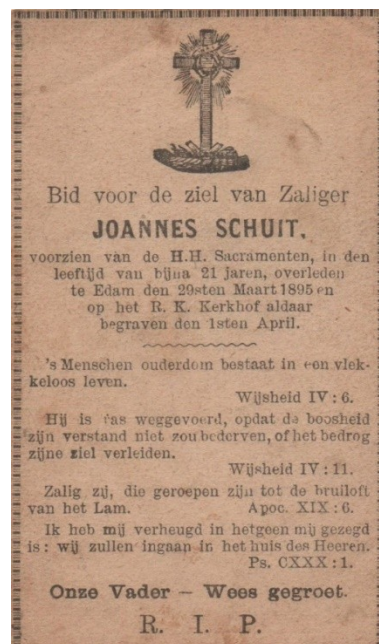 Bid voor de ziel van Zaliger
JOANNES SCHUIT,
voorzien van de H.H. Sacramenten, in den
leeftijd van bijna 21 jaren, overleden
te Edam den 29sten Maart 1895 en
op het R. K. Kerkhof aldaar
begraven den 1sten April.
's Menschen ouderdom bestaat in een vlek-
keloos leven.
Wijsheid IV : 6.
Hij is ras weggevoerd, opdat de boosheid
zijn verstand niet zou bederven, of het bedrog
zijne ziel verleiden.
Wijsheid IV : 11.
Zalig zij, die geroepen zijn tot de bruiloft
van het Lam. Apoc. XIX : 6.
Ik heb mij verheugd in hetgeen mij gezegd
is : wij zullen ingaan in het huis des Heeren.
Ps. CXXX : 1.
Onze Vader — Wees gegroet.
R. I. P.